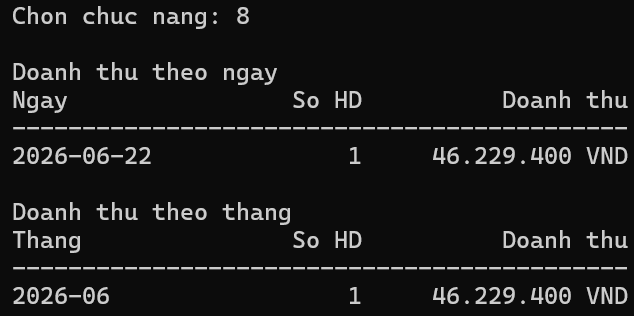 Chon chuc nang: 8
Doanh thu theo ngay
Ngay So HD Doanh thu
--------------------------------------------
2026-06-22 1 46.229.400 VND
Doanh thu theo thang
Thang So HD Doanh thu
--------------------------------------------
2026-06 1 46.229.400 VND